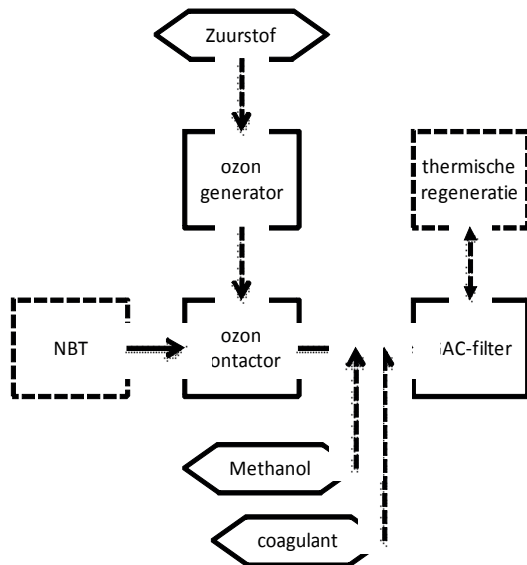 Zuurstof
ozon
generator
thermische
regeneratie
NBT
ozon
ontactor
AC-filter
Methanol
coagulant